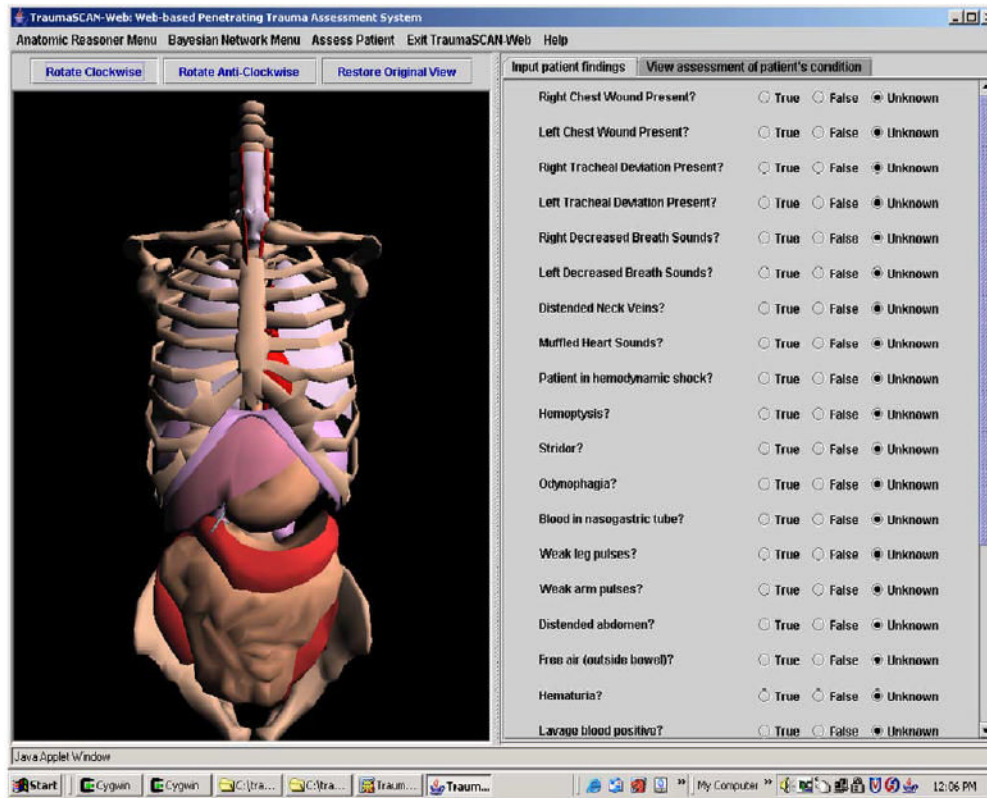 TraumaSCAN-Web: Web-based Penetrating Trauma Assessment System
Anatomic Reasoner Menu Bayesian Network Menu Assess Patient Exit TraumaSCAN-Web Help
Rotate Clockwise Rotate Anti-Clockwise Restore Original View
Input patient findings View assessment of patient's condition
Right Chest Wound Present? True False Unknown
Left Chest Wound Present? True False Unknown
Right Tracheal Deviation Present? True False Unknown
Left Tracheal Deviation Present? True False Unknown
Right Decreased Breath Sounds? True False Unknown
Left Decreased Breath Sounds? True False Unknown
Distended Neck Veins? True False Unknown
Muffled Heart Sounds? True False Unknown
Patient in hemodynamic shock? True False Unknown
Hemoptysis? True False Unknown
Stridor? True False Unknown
Odynophagia? True False Unknown
Blood in nasogastric tube? True False Unknown
Weak leg pulses? True False Unknown
Weak arm pulses? True False Unknown
Distended abdomen? True False Unknown
Free air (outside bowel)? True False Unknown
Hematuria? True False Unknown
Lavage blood positive? True False Unknown
Java Applet Window
Start Cygwin Cygwin C:\tra... C:\tra... Traum... Traum... » My Computer » 12:06 PM